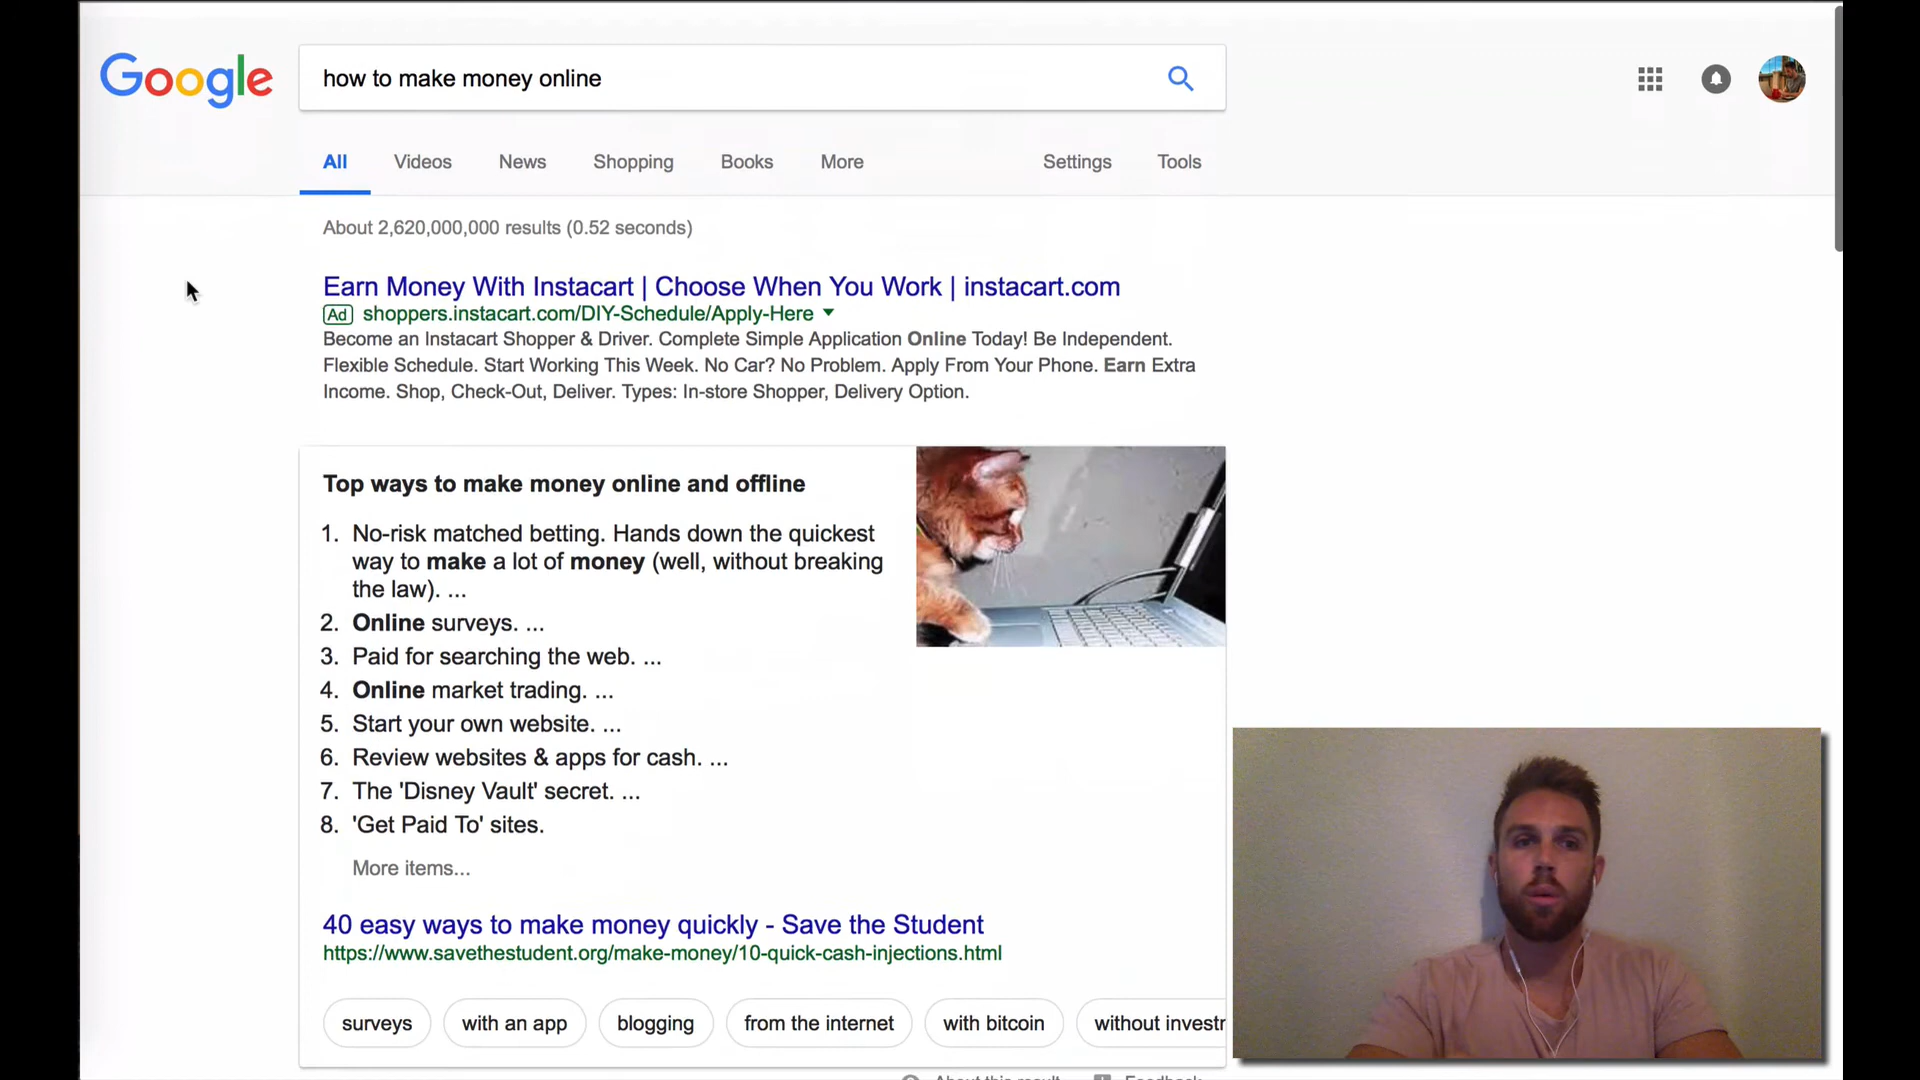 Google
how to make money online
All Videos News Shopping Books More Settings Tools
About 2,620,000,000 results (0.52 seconds)
Earn Money With Instacart | Choose When You Work | instacart.com
Ad shoppers.instacart.com/DIY-Schedule/Apply-Here
Become an Instacart Shopper & Driver. Complete Simple Application Online Today! Be Independent.
Flexible Schedule. Start Working This Week. No Car? No Problem. Apply From Your Phone. Earn Extra
Income. Shop, Check-Out, Deliver. Types: In-store Shopper, Delivery Option.
Top ways to make money online and offline
1. No-risk matched betting. Hands down the quickest
way to make a lot of money (well, without breaking
the law). ...
2. Online surveys. ...
3. Paid for searching the web. ...
4. Online market trading. ...
5. Start your own website. ...
6. Review websites & apps for cash. ...
7. The 'Disney Vault' secret. ...
8. 'Get Paid To' sites.
More items...
40 easy ways to make money quickly - Save the Student
https://www.savethestudent.org/make-money/10-quick-cash-injections.html
surveys with an app blogging from the internet with bitcoin without investr
About this result Feedback